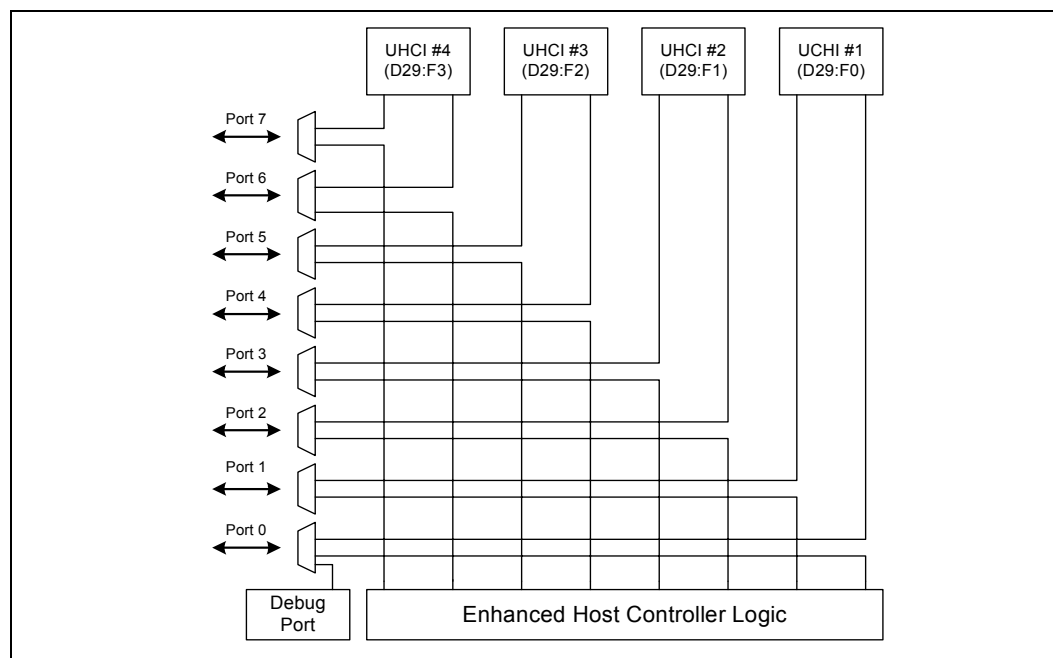 UHCI #4
(D29:F3)
UHCI #3
(D29:F2)
UHCI #2
(D29:F1)
UCHI #1
(D29:F0)
Port 7
Port 6
Port 5
Port 4
Port 3
Port 2
Port 1
Port 0
Debug
Port
Enhanced Host Controller Logic